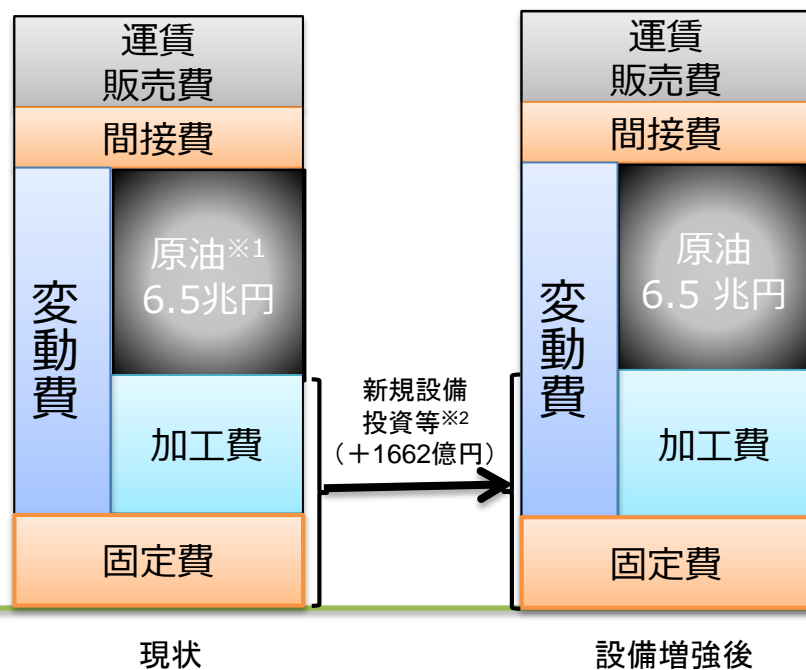 運賃
販売費
間接費
変動費
原油※1
6.5兆円
加工費
固定費
現状
新規設備
投資等※2
（＋1662億円）
運賃
販売費
間接費
変動費
原油
6.5 兆円
加工費
固定費
設備増強後